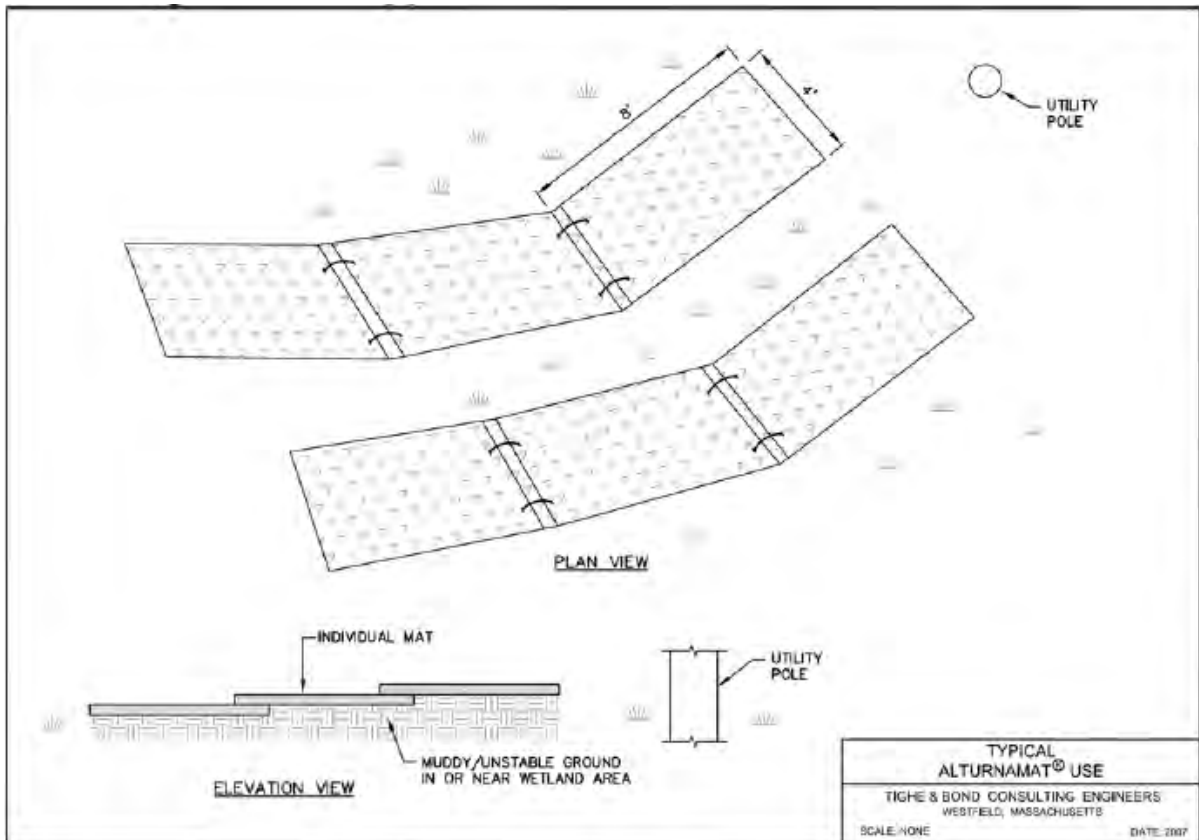 8'
UTILITY
POLE
PLAN VIEW
INDIVIDUAL MAT
UTILITY
POLE
MUDDY/UNSTABLE GROUND
IN OR NEAR WETLAND AREA
ELEVATION VIEW
TYPICAL
ALTURNAMAT® USE
TIGHE & BOND CONSULTING ENGINEERS
WESTFIELD, MASSACHUSETTS
SCALE: NONE
DATE: